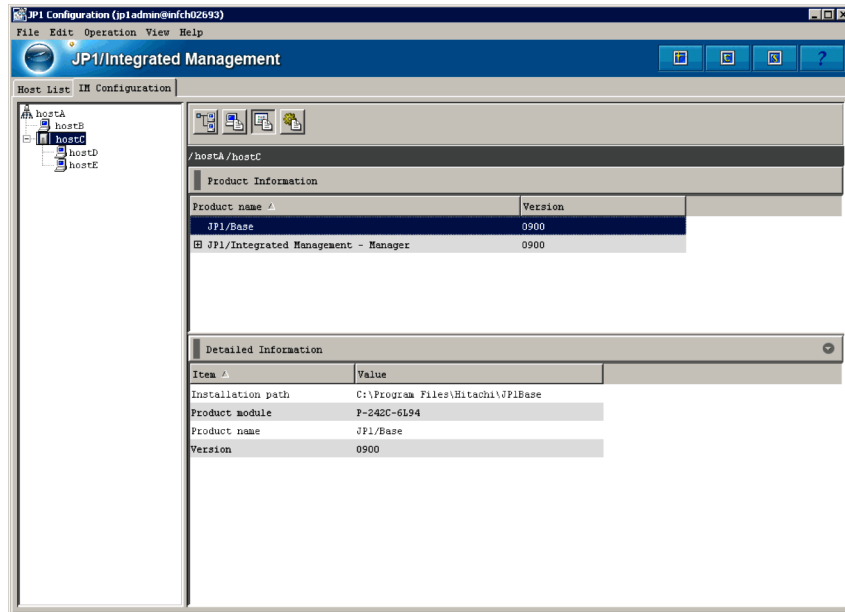 JP1 Configuration (jp1admin@infch02693)
File Edit Operation View Help
JP1/Integrated Management
?
Host List IM Configuration
hostA
hostB
hostC
hostD
hostE
/hostA/hostC
Product Information
Product name Version
JP1/Base 0900
JP1/Integrated Management - Manager 0900
Detailed Information
Item Value
Installation path C:\Program Files\Hitachi\JP1Base
Product module P-242C-6L94
Product name JP1/Base
Version 0900